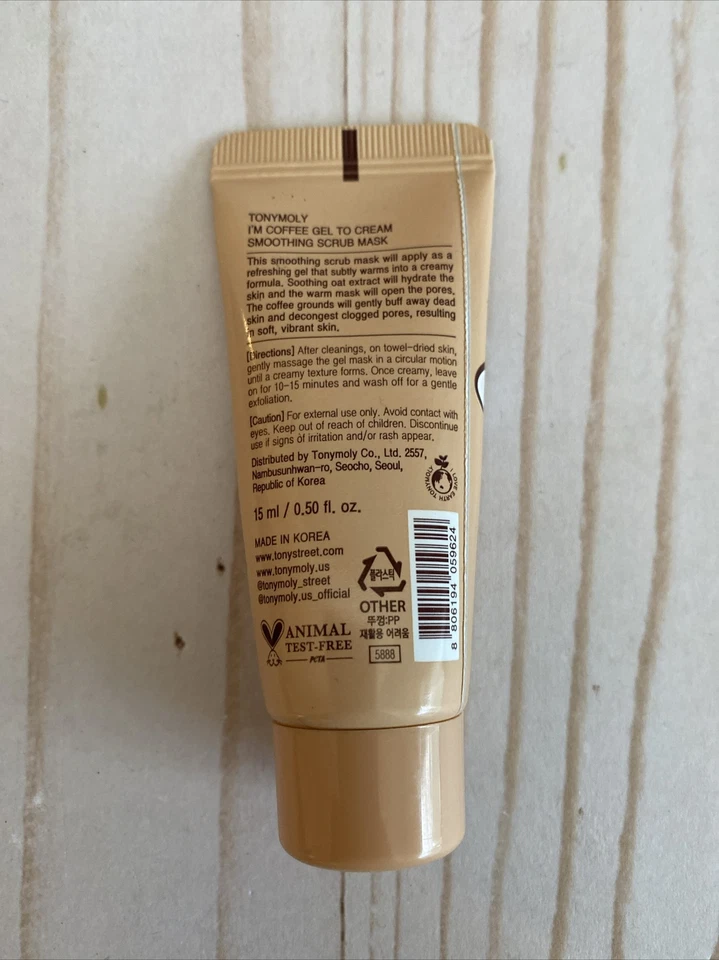 TONYMOLY
I'M COFFEE GEL TO CREAM
SMOOTHING SCRUB MASK
This smoothing scrub mask will apply as a
refreshing gel that subtly warms into a creamy
formula. Soothing oat extract will hydrate the
skin and the warm mask will open the pores.
The coffee grounds will gently buff away dead
skin and decongest clogged pores, resulting
in soft, vibrant skin.
[Directions] After cleanings, on towel-dried skin,
gently massage the gel mask in a circular motion
until a creamy texture forms. Once creamy, leave
on for 10-15 minutes and wash off for a gentle
exfoliation.
[Caution] For external use only. Avoid contact with
eyes. Keep out of reach of children. Discontinue
use if signs of irritation and/or rash appear.
Distributed by Tonymoly Co., Ltd. 2557,
Nambusunhwan-ro, Seocho, Seoul,
Republic of Korea
I LOVE EARTH TONYMOLY
15 ml / 0.50 fl. oz.
MADE IN KOREA
www.tonystreet.com
www.tonymoly.us
@tonymoly_street
@tonymoly.us_official
ANIMAL
TEST-FREE
PETA
플라스틱
OTHER
뚜껑:PP
재활용 어려움
5888
8 806194 059624